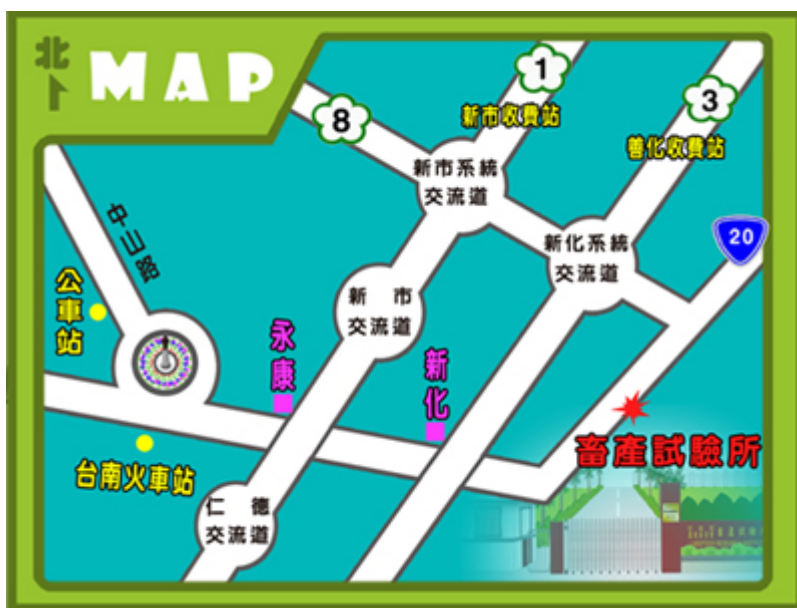 北
MAP
1
8
3
新市收費站
善化收費站
新市系統
交流道
中山路
20
新化系統
交流道
公車站
新市
交流道
永康
新化
畜產試驗所
台南火車站
仁德
交流道